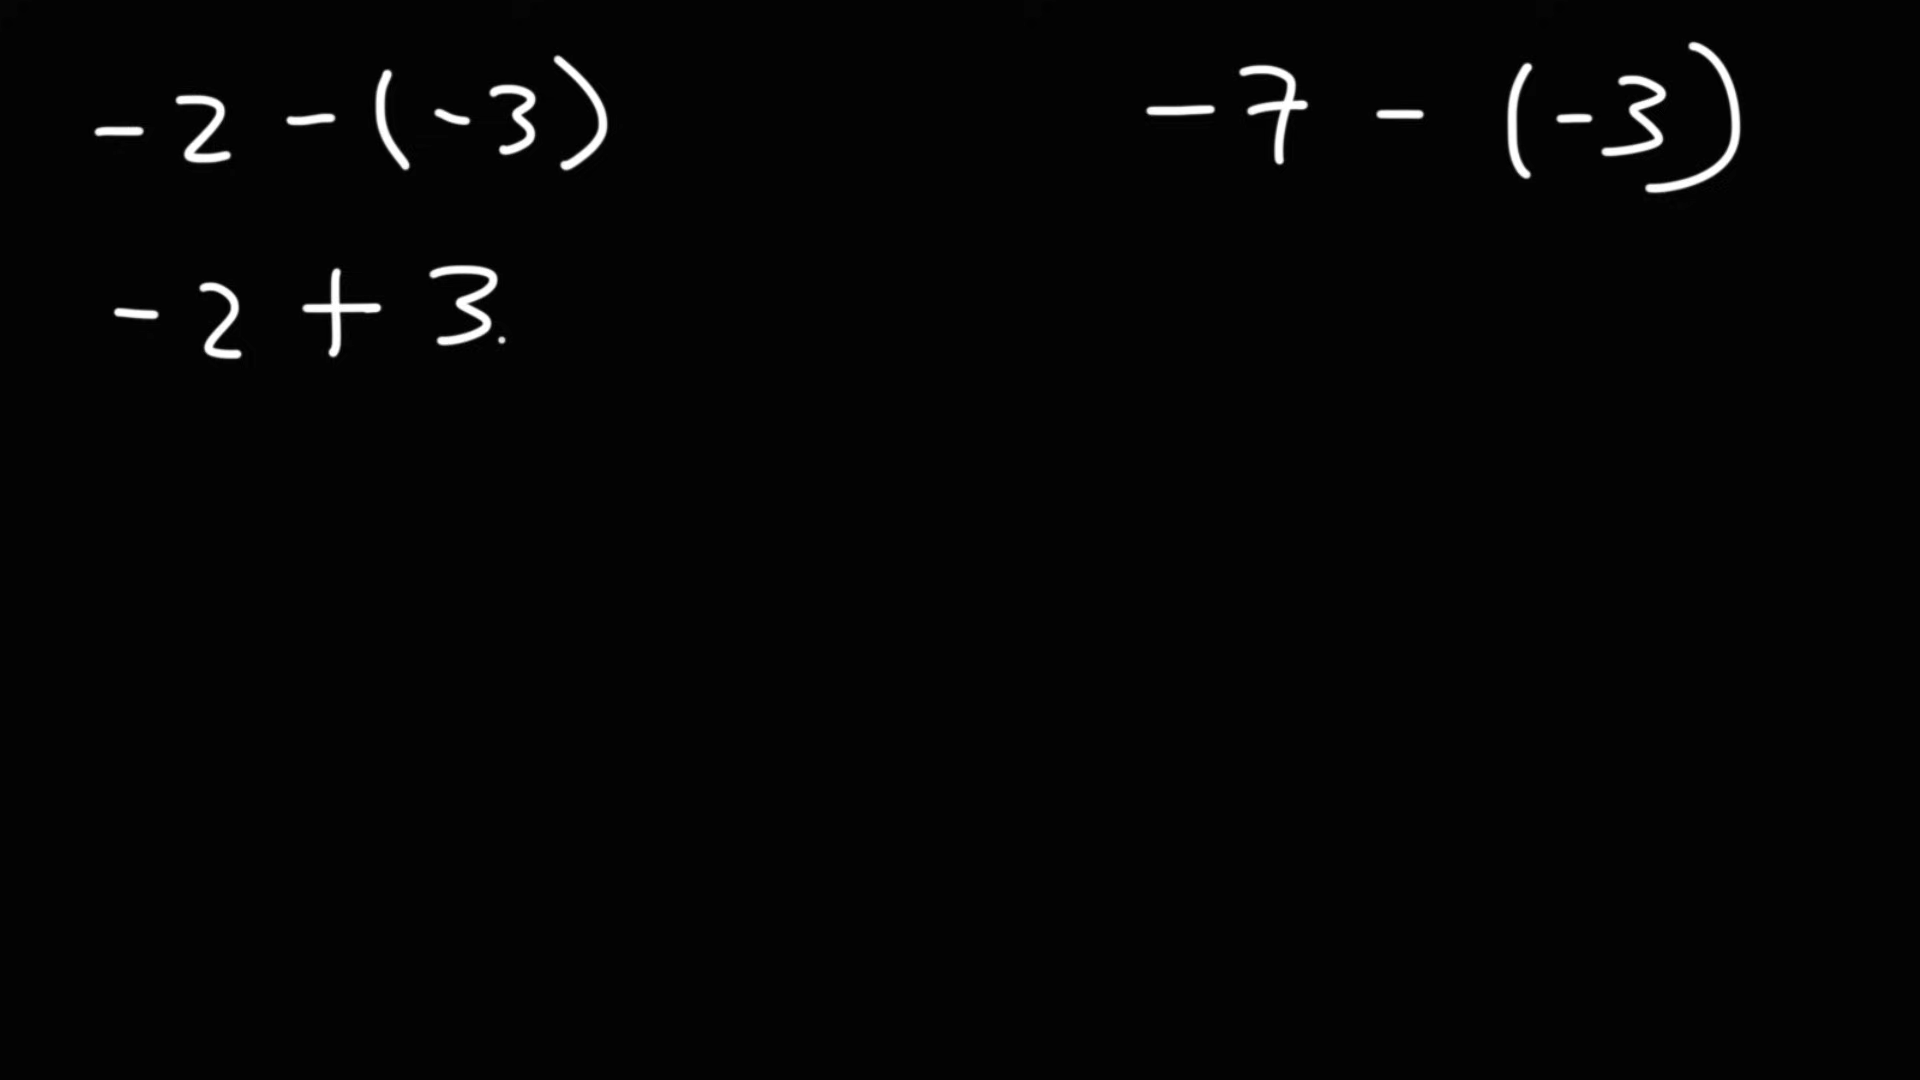 -2 - (-3)
-7 - (-3)
-2 + 3.